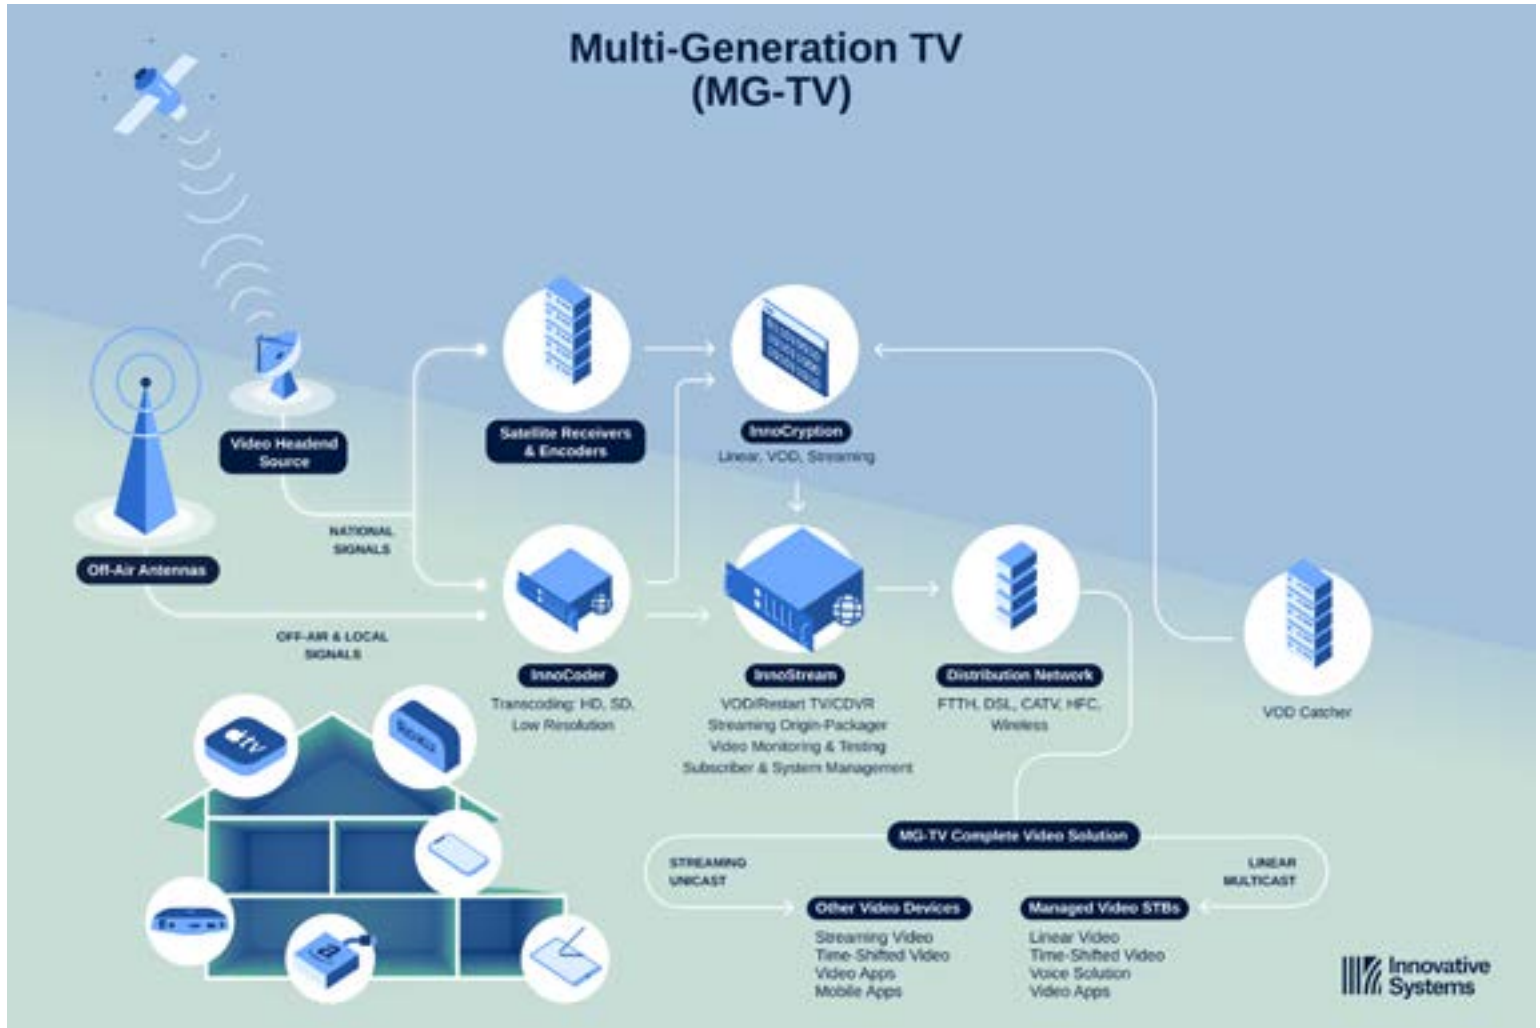 Multi-Generation TV
(MG-TV)
Video Headend
Source
Satellite Receivers
& Encoders
InnoCryption
Linear, VOD, Streaming
NATIONAL
SIGNALS
Off-Air Antennas
OFF-AIR & LOCAL
SIGNALS
InnoCoder
Transcoding: HD, SD,
Low Resolution
InnoStream
VOD/Restart TV/CDVR
Streaming Origin-Packager
Video Monitoring & Testing
Subscriber & System Management
Distribution Network
FTTH, DSL, CATV, HFC,
Wireless
VOD Catcher
tv
ROKU
a
MG-TV Complete Video Solution
STREAMING
UNICAST
LINEAR
MULTICAST
Other Video Devices
Streaming Video
Time-Shifted Video
Video Apps
Mobile Apps
Managed Video STBs
Linear Video
Time-Shifted Video
Voice Solution
Video Apps
Innovative
Systems